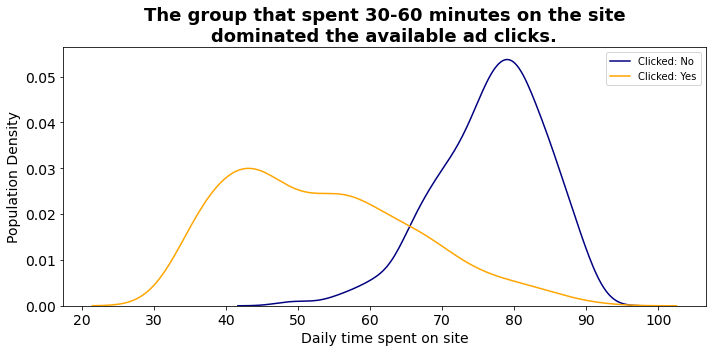 The group that spent 30-60 minutes on the site
dominated the available ad clicks.
Clicked: No
Clicked: Yes
Population Density
0.05
0.04
0.03
0.02
0.01
0.00
20 30 40 50 60 70 80 90 100
Daily time spent on site